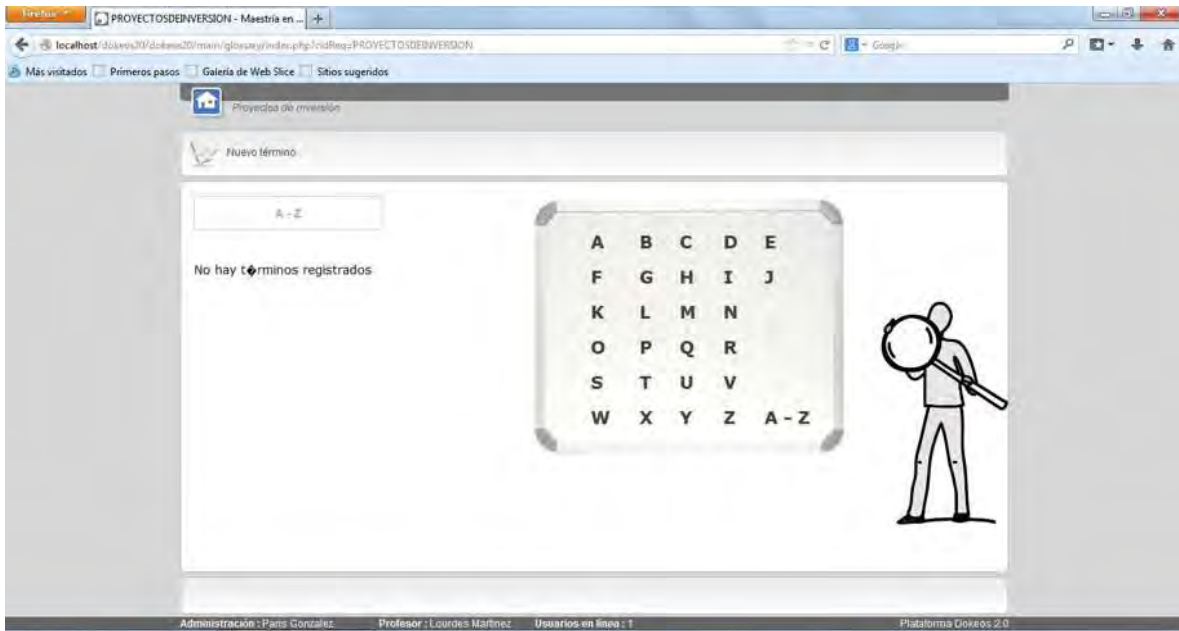 Firefox
PROYECTOSDEINVERSION - Maestría en ...
localhost/dokeos20/dokeos20/main/glossary/index.php?cidReq=PROYECTOSDEINVERSION
Google
Más visitados Primeros pasos Galería de Web Slice Sitios sugeridos
Proyectos de inversión
Nuevo término
A - Z
No hay t�rminos registrados
A B C D E
F G H I J
K L M N
O P Q R
S T U V
W X Y Z A - Z
Administración : Paris Gonzalez Profesor : Lourdes Martinez Usuarios en línea : 1 Plataforma Dokeos 2.0